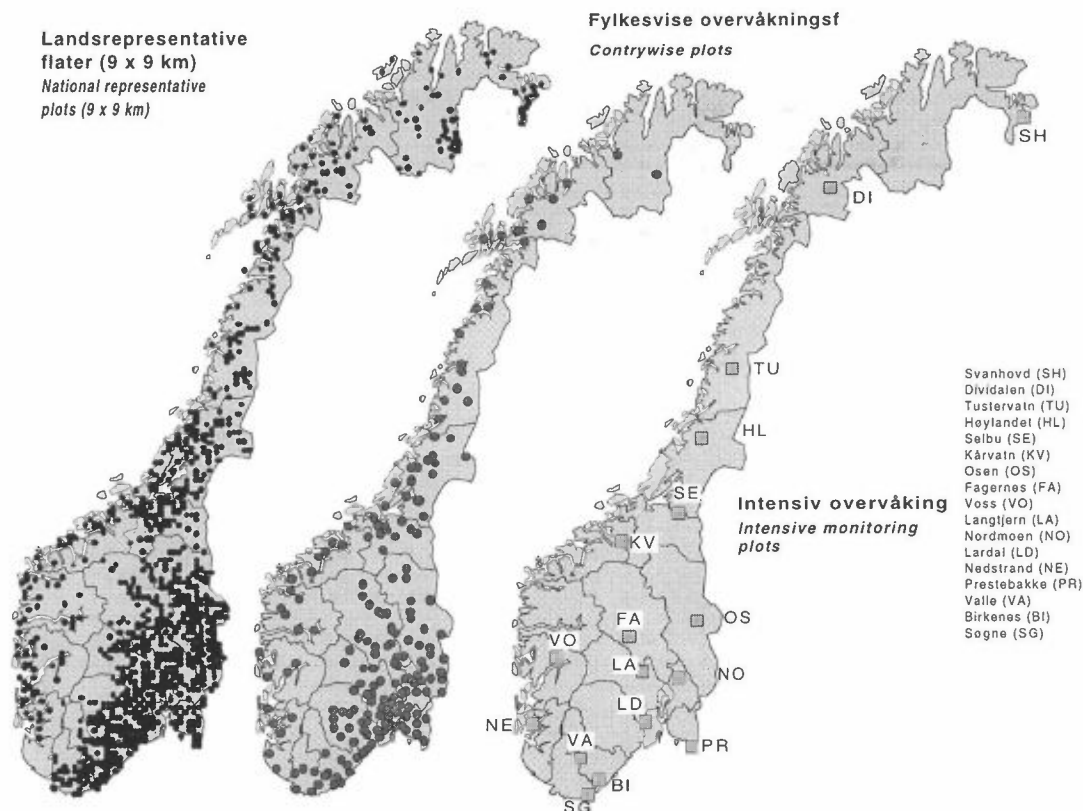 Landsrepresentative
flater (9 x 9 km)
National representative
plots (9 x 9 km)
Fylkesvise overvåkningsf
Contrywise plots
SH
DI
TU
HL
SE
KV
OS
FA
VO
LA
NO
LD
NE
VA
PR
BI
SG
Intensiv overvåking
Intensive monitoring
plots
Svanhovd (SH)
Dividalen (DI)
Tustervatn (TU)
Høylandet (HL)
Selbu (SE)
Kårvatn (KV)
Osen (OS)
Fagernes (FA)
Voss (VO)
Langtjern (LA)
Nordmoen (NO)
Lardal (LD)
Nedstrand (NE)
Prestebakke (PR)
Valle (VA)
Birkenes (BI)
Søgne (SG)